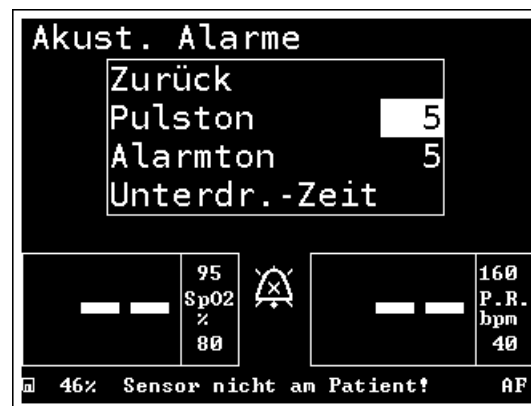 Akust. Alarme
Zurück
Pulston 5
Alarmton 5
Unterdr.-Zeit
-- 95 SpO2 % 80
-- 160 P.R. bpm 40
46% Sensor nicht am Patient! AF